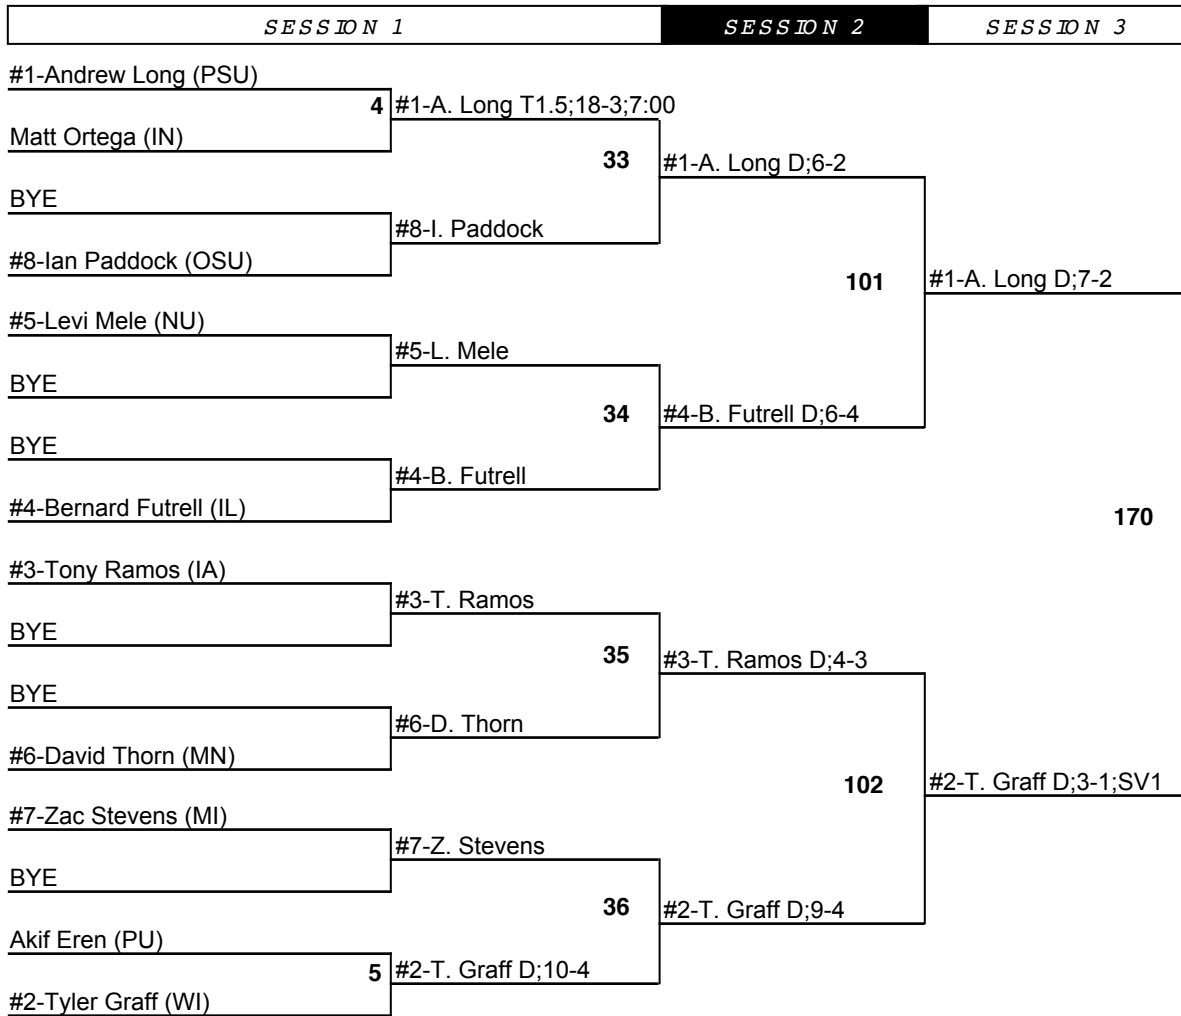 SESSION 1 SESSION 2 SESSION 3
#1-Andrew Long (PSU)
4 #1-A. Long T1.5;18-3;7:00
Matt Ortega (IN)
33 #1-A. Long D;6-2
BYE
#8-I. Paddock
#8-Ian Paddock (OSU)
101 #1-A. Long D;7-2
#5-Levi Mele (NU)
#5-L. Mele
BYE
34 #4-B. Futrell D;6-4
BYE
#4-B. Futrell
#4-Bernard Futrell (IL)
170
#3-Tony Ramos (IA)
#3-T. Ramos
BYE
35 #3-T. Ramos D;4-3
BYE
#6-D. Thorn
#6-David Thorn (MN)
102 #2-T. Graff D;3-1;SV1
#7-Zac Stevens (MI)
#7-Z. Stevens
BYE
36 #2-T. Graff D;9-4
Akif Eren (PU)
5 #2-T. Graff D;10-4
#2-Tyler Graff (WI)